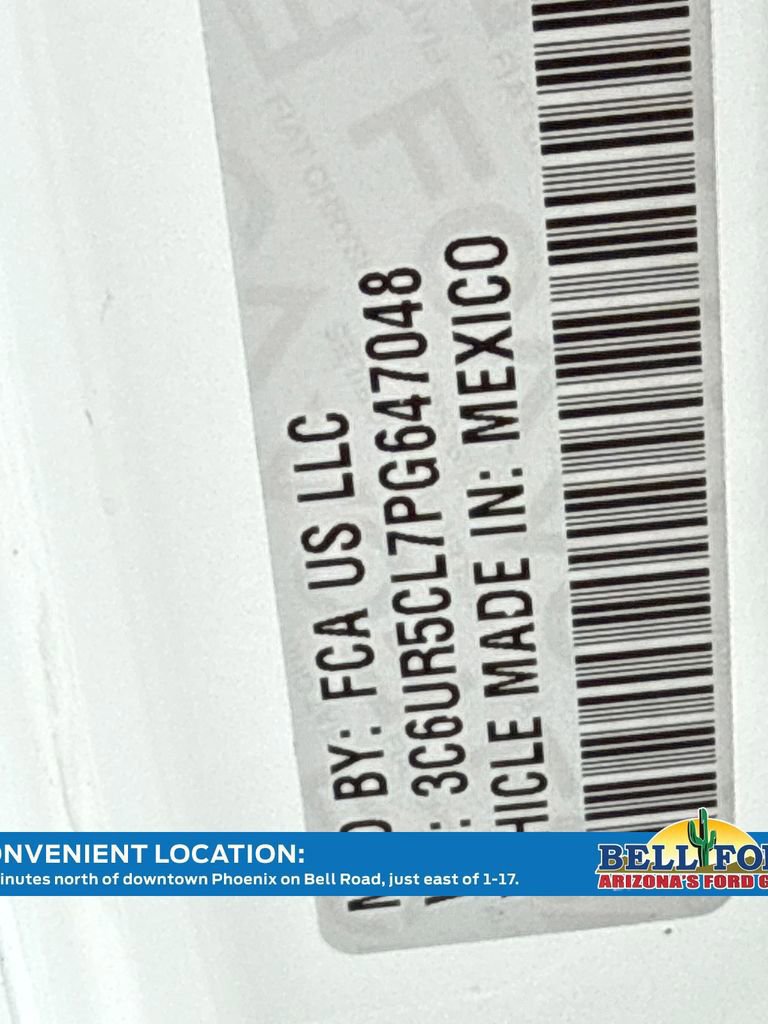 D BY: FCA US LLC
: 3C6UR5CL7PG647048
HICLE MADE IN: MEXICO
ONVENIENT LOCATION:
inutes north of downtown Phoenix on Bell Road, just east of 1-17.
BELL FO
ARIZONA'S FORD G